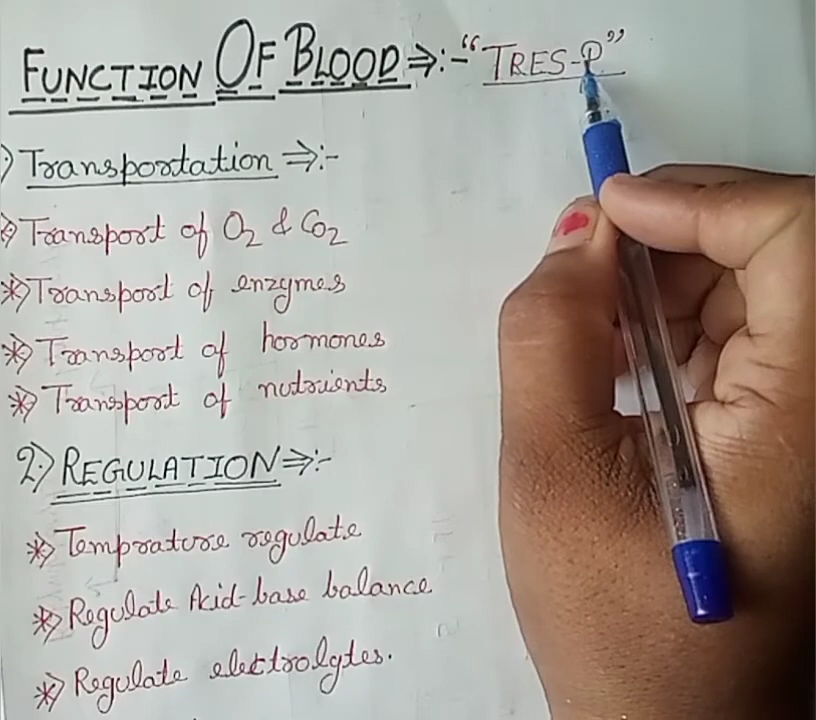 FUNCTION OF BLOOD ⇒:- "TRES-P"
) Transportation ⇒:-
*) Transport of O₂ & CO₂
*) Transport of enzymes
*) Transport of hormones
*) Transport of nutrients
2) REGULATION ⇒:-
*) Temprature regulate
*) Regulate Acid-base balance
*) Regulate electrolytes.